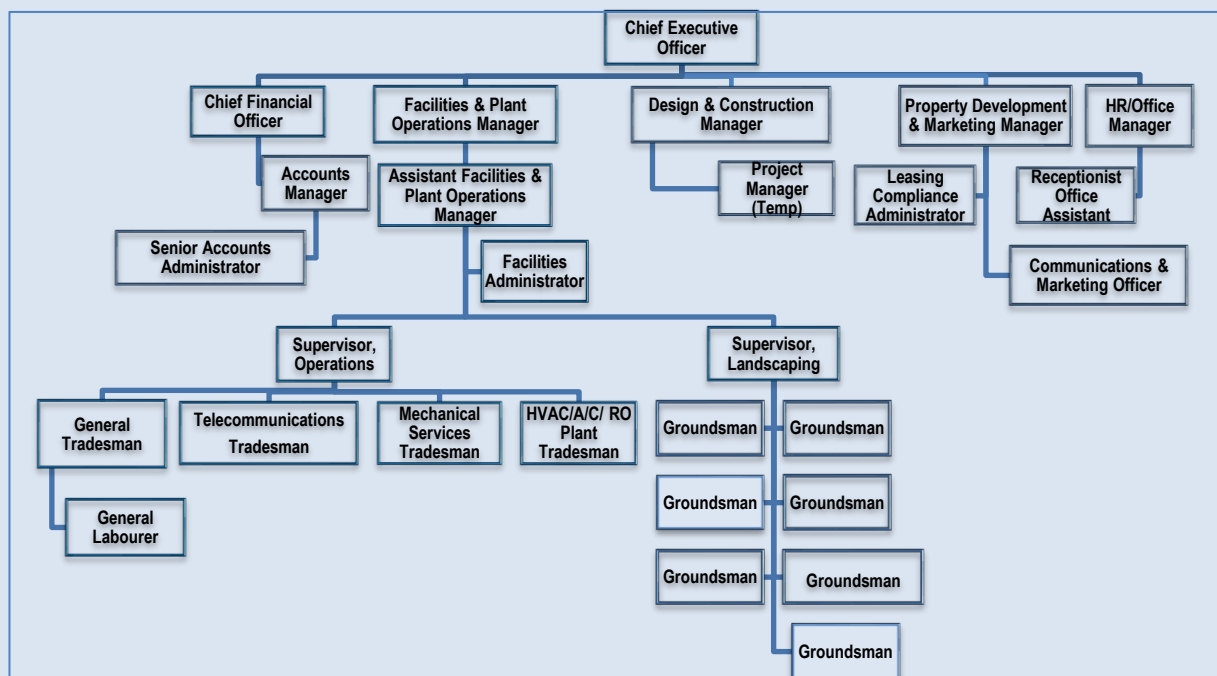 Chief Executive
Officer
Chief Financial
Officer
Facilities & Plant
Operations Manager
Design & Construction
Manager
Property Development
& Marketing Manager
HR/Office
Manager
Accounts
Manager
Assistant Facilities &
Plant Operations
Manager
Project
Manager
(Temp)
Leasing
Compliance
Administrator
Receptionist
Office
Assistant
Senior Accounts
Administrator
Facilities
Administrator
Communications &
Marketing Officer
Supervisor,
Operations
Supervisor,
Landscaping
General
Tradesman
Telecommunications
Tradesman
Mechanical
Services
Tradesman
HVAC/A/C/ RO
Plant
Tradesman
Groundsman
Groundsman
General
Labourer
Groundsman
Groundsman
Groundsman
Groundsman
Groundsman